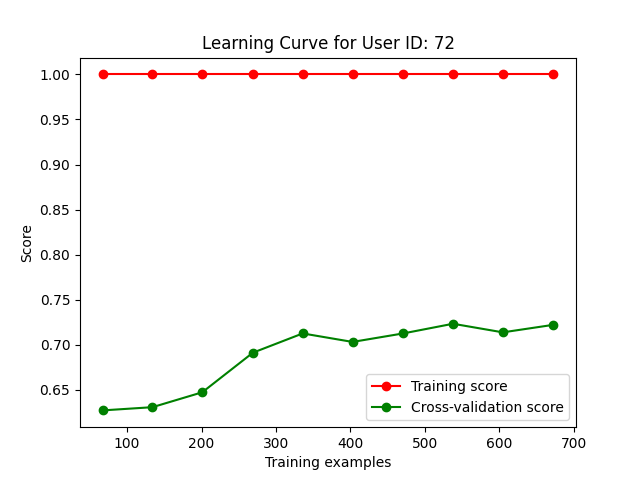 Learning Curve for User ID: 72
1.00
0.95
0.90
0.85
0.80
0.75
0.70
0.65
Score
100 200 300 400 500 600 700
Training examples
Training score
Cross-validation score